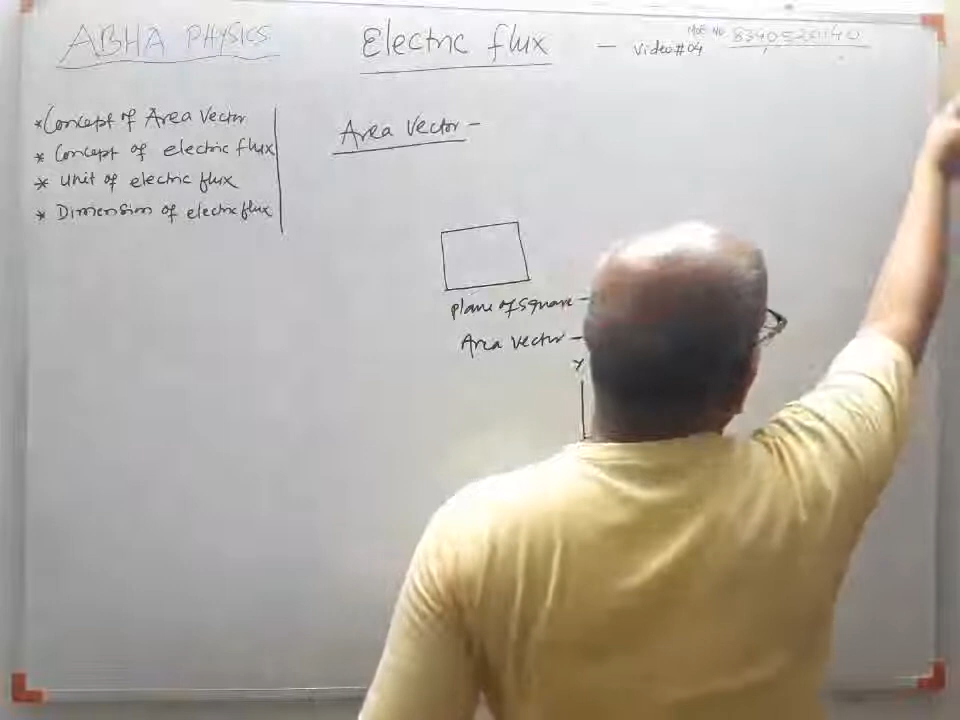 ABHA PHYSICS
Electric flux — Video#04
MOB NO 8340520140
*Concept of Area Vector
* Concept of electric flux
* Unit of electric flux
* Dimension of electric flux
Area Vector -
plane of square -
Area vector -
Y